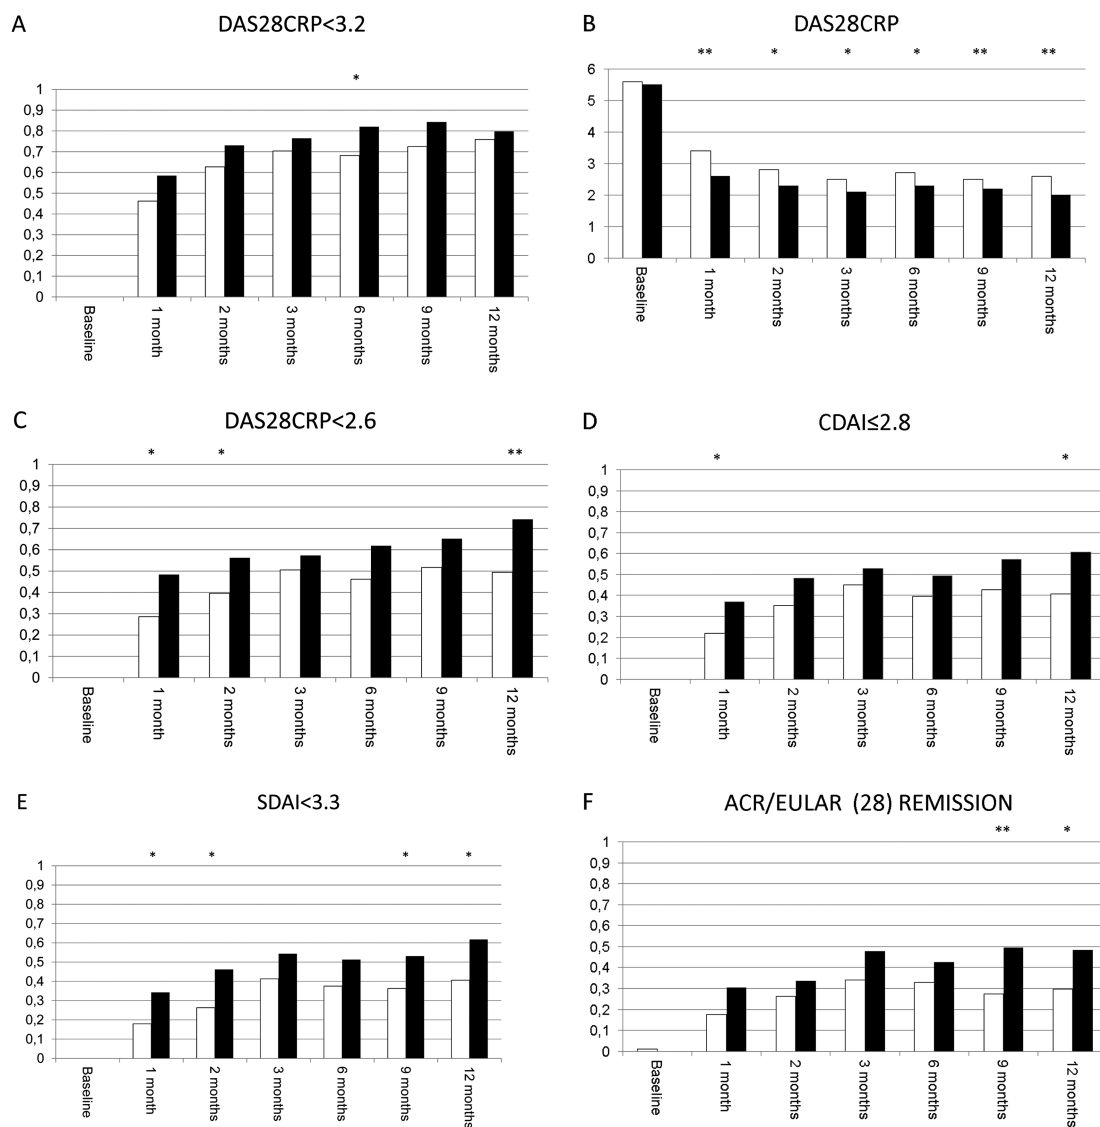 A
DAS28CRP<3.2
*
1
0,9
0,8
0,7
0,6
0,5
0,4
0,3
0,2
0,1
0
Baseline
1 month
2 months
3 months
6 months
9 months
12 months
B
DAS28CRP
** * * * ** **
6
5
4
3
2
1
0
Baseline
1 month
2 months
3 months
6 months
9 months
12 months
C
DAS28CRP<2.6
* * **
1
0,9
0,8
0,7
0,6
0,5
0,4
0,3
0,2
0,1
0
Baseline
1 month
2 months
3 months
6 months
9 months
12 months
D
CDAI≤2.8
* *
1
0,9
0,8
0,7
0,6
0,5
0,4
0,3
0,2
0,1
0
Baseline
1 month
2 months
3 months
6 months
9 months
12 months
E
SDAI<3.3
* * * *
1
0,9
0,8
0,7
0,6
0,5
0,4
0,3
0,2
0,1
0
Baseline
1 month
2 months
3 months
6 months
9 months
12 months
F
ACR/EULAR (28) REMISSION
** *
1
0,9
0,8
0,7
0,6
0,5
0,4
0,3
0,2
0,1
0
Baseline
1 month
2 months
3 months
6 months
9 months
12 months